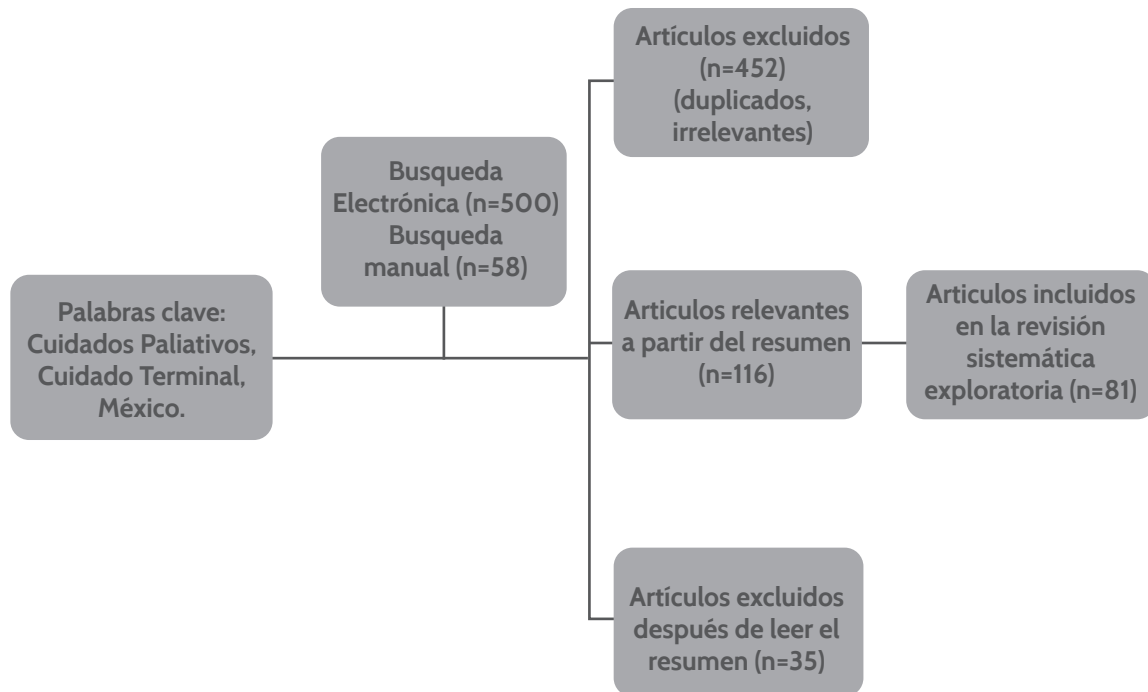 Palabras clave:
Cuidados Paliativos,
Cuidado Terminal,
México.
Busqueda
Electrónica (n=500)
Busqueda
manual (n=58)
Artículos excluidos
(n=452)
(duplicados,
irrelevantes)
Articulos relevantes
a partir del resumen
(n=116)
Articulos incluidos
en la revisión
sistemática
exploratoria (n=81)
Artículos excluidos
después de leer el
resumen (n=35)